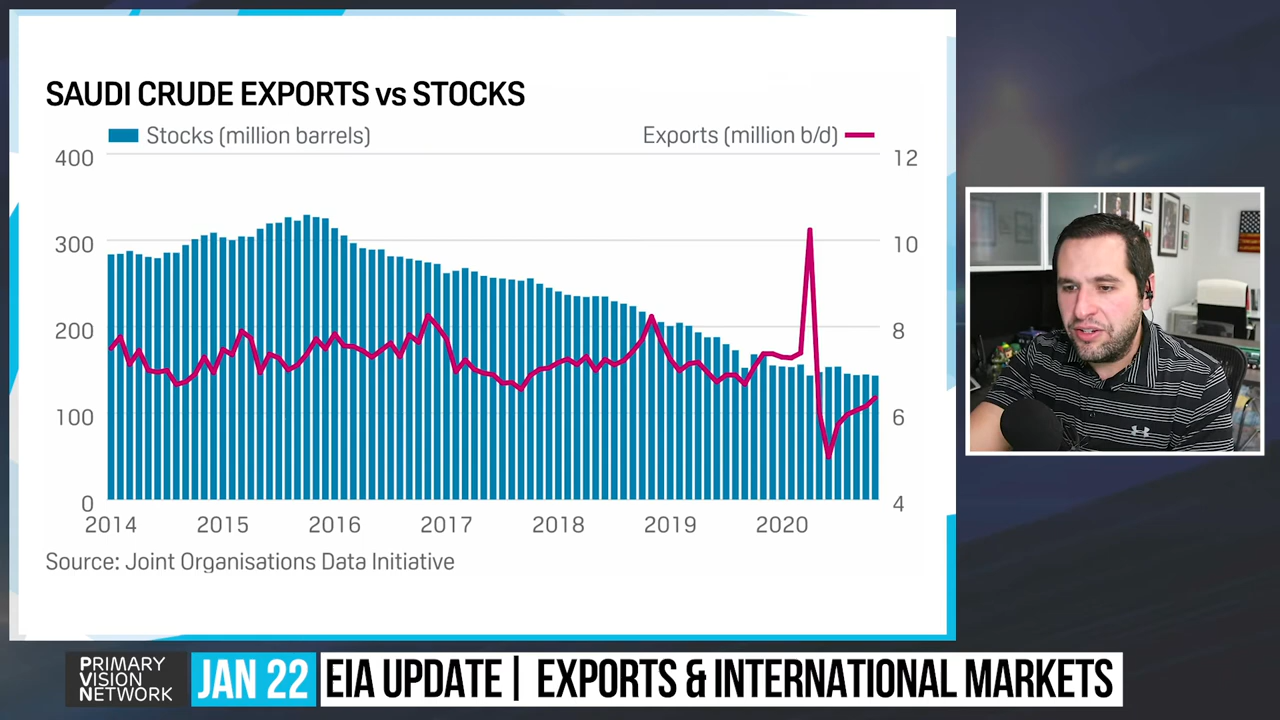 SAUDI CRUDE EXPORTS vs STOCKS
Stocks (million barrels)
Exports (million b/d)
400
12
300
10
200
8
100
6
0
4
2014 2015 2016 2017 2018 2019 2020
Source: Joint Organisations Data Initiative
PRIMARY
VISION
NETWORK
JAN 22
EIA UPDATE | EXPORTS & INTERNATIONAL MARKETS